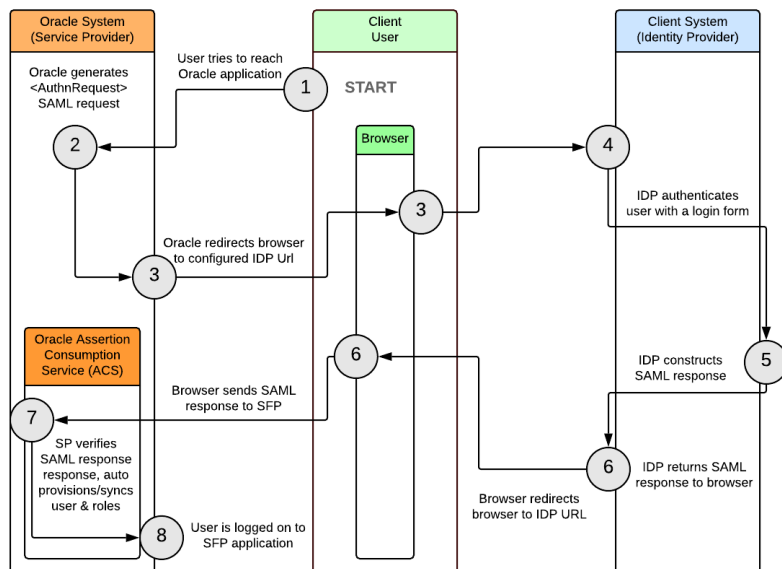 Oracle System
(Service Provider)
Client
User
Client System
(Identity Provider)
User tries to reach
Oracle application
1
START
Oracle generates
<AuthnRequest>
SAML request
2
Browser
4
3
IDP authenticates
user with a login form
Oracle redirects browser
to configured IDP Url
3
Oracle Assertion
Consumption
Service (ACS)
6
IDP constructs
SAML response
5
Browser sends SAML
response to SFP
7
SP verifies
SAML response
response, auto
provisions/syncs
user & roles
6
IDP returns SAML
response to browser
Browser redirects
browser to IDP URL
8
User is logged on to
SFP application